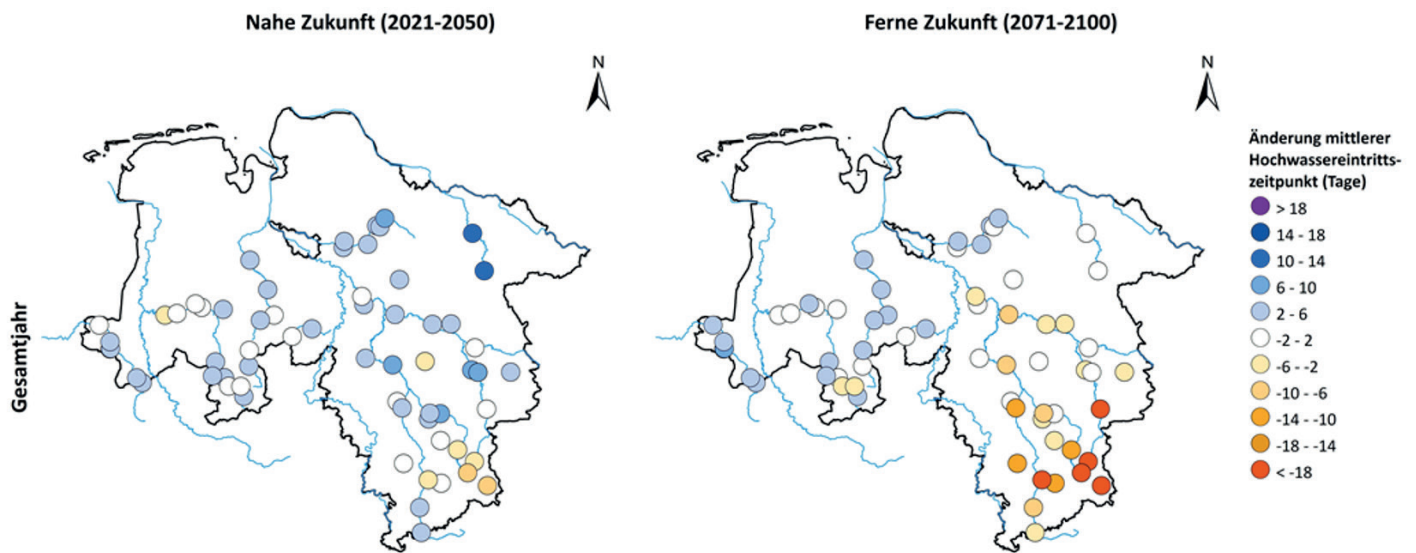 Nahe Zukunft (2021-2050)
Ferne Zukunft (2071-2100)
N
N
Gesamtjahr
Änderung mittlerer
Hochwassereintritts-
zeitpunkt (Tage)
> 18
14 - 18
10 - 14
6 - 10
2 - 6
-2 - 2
-6 - -2
-10 - -6
-14 - -10
-18 - -14
< -18